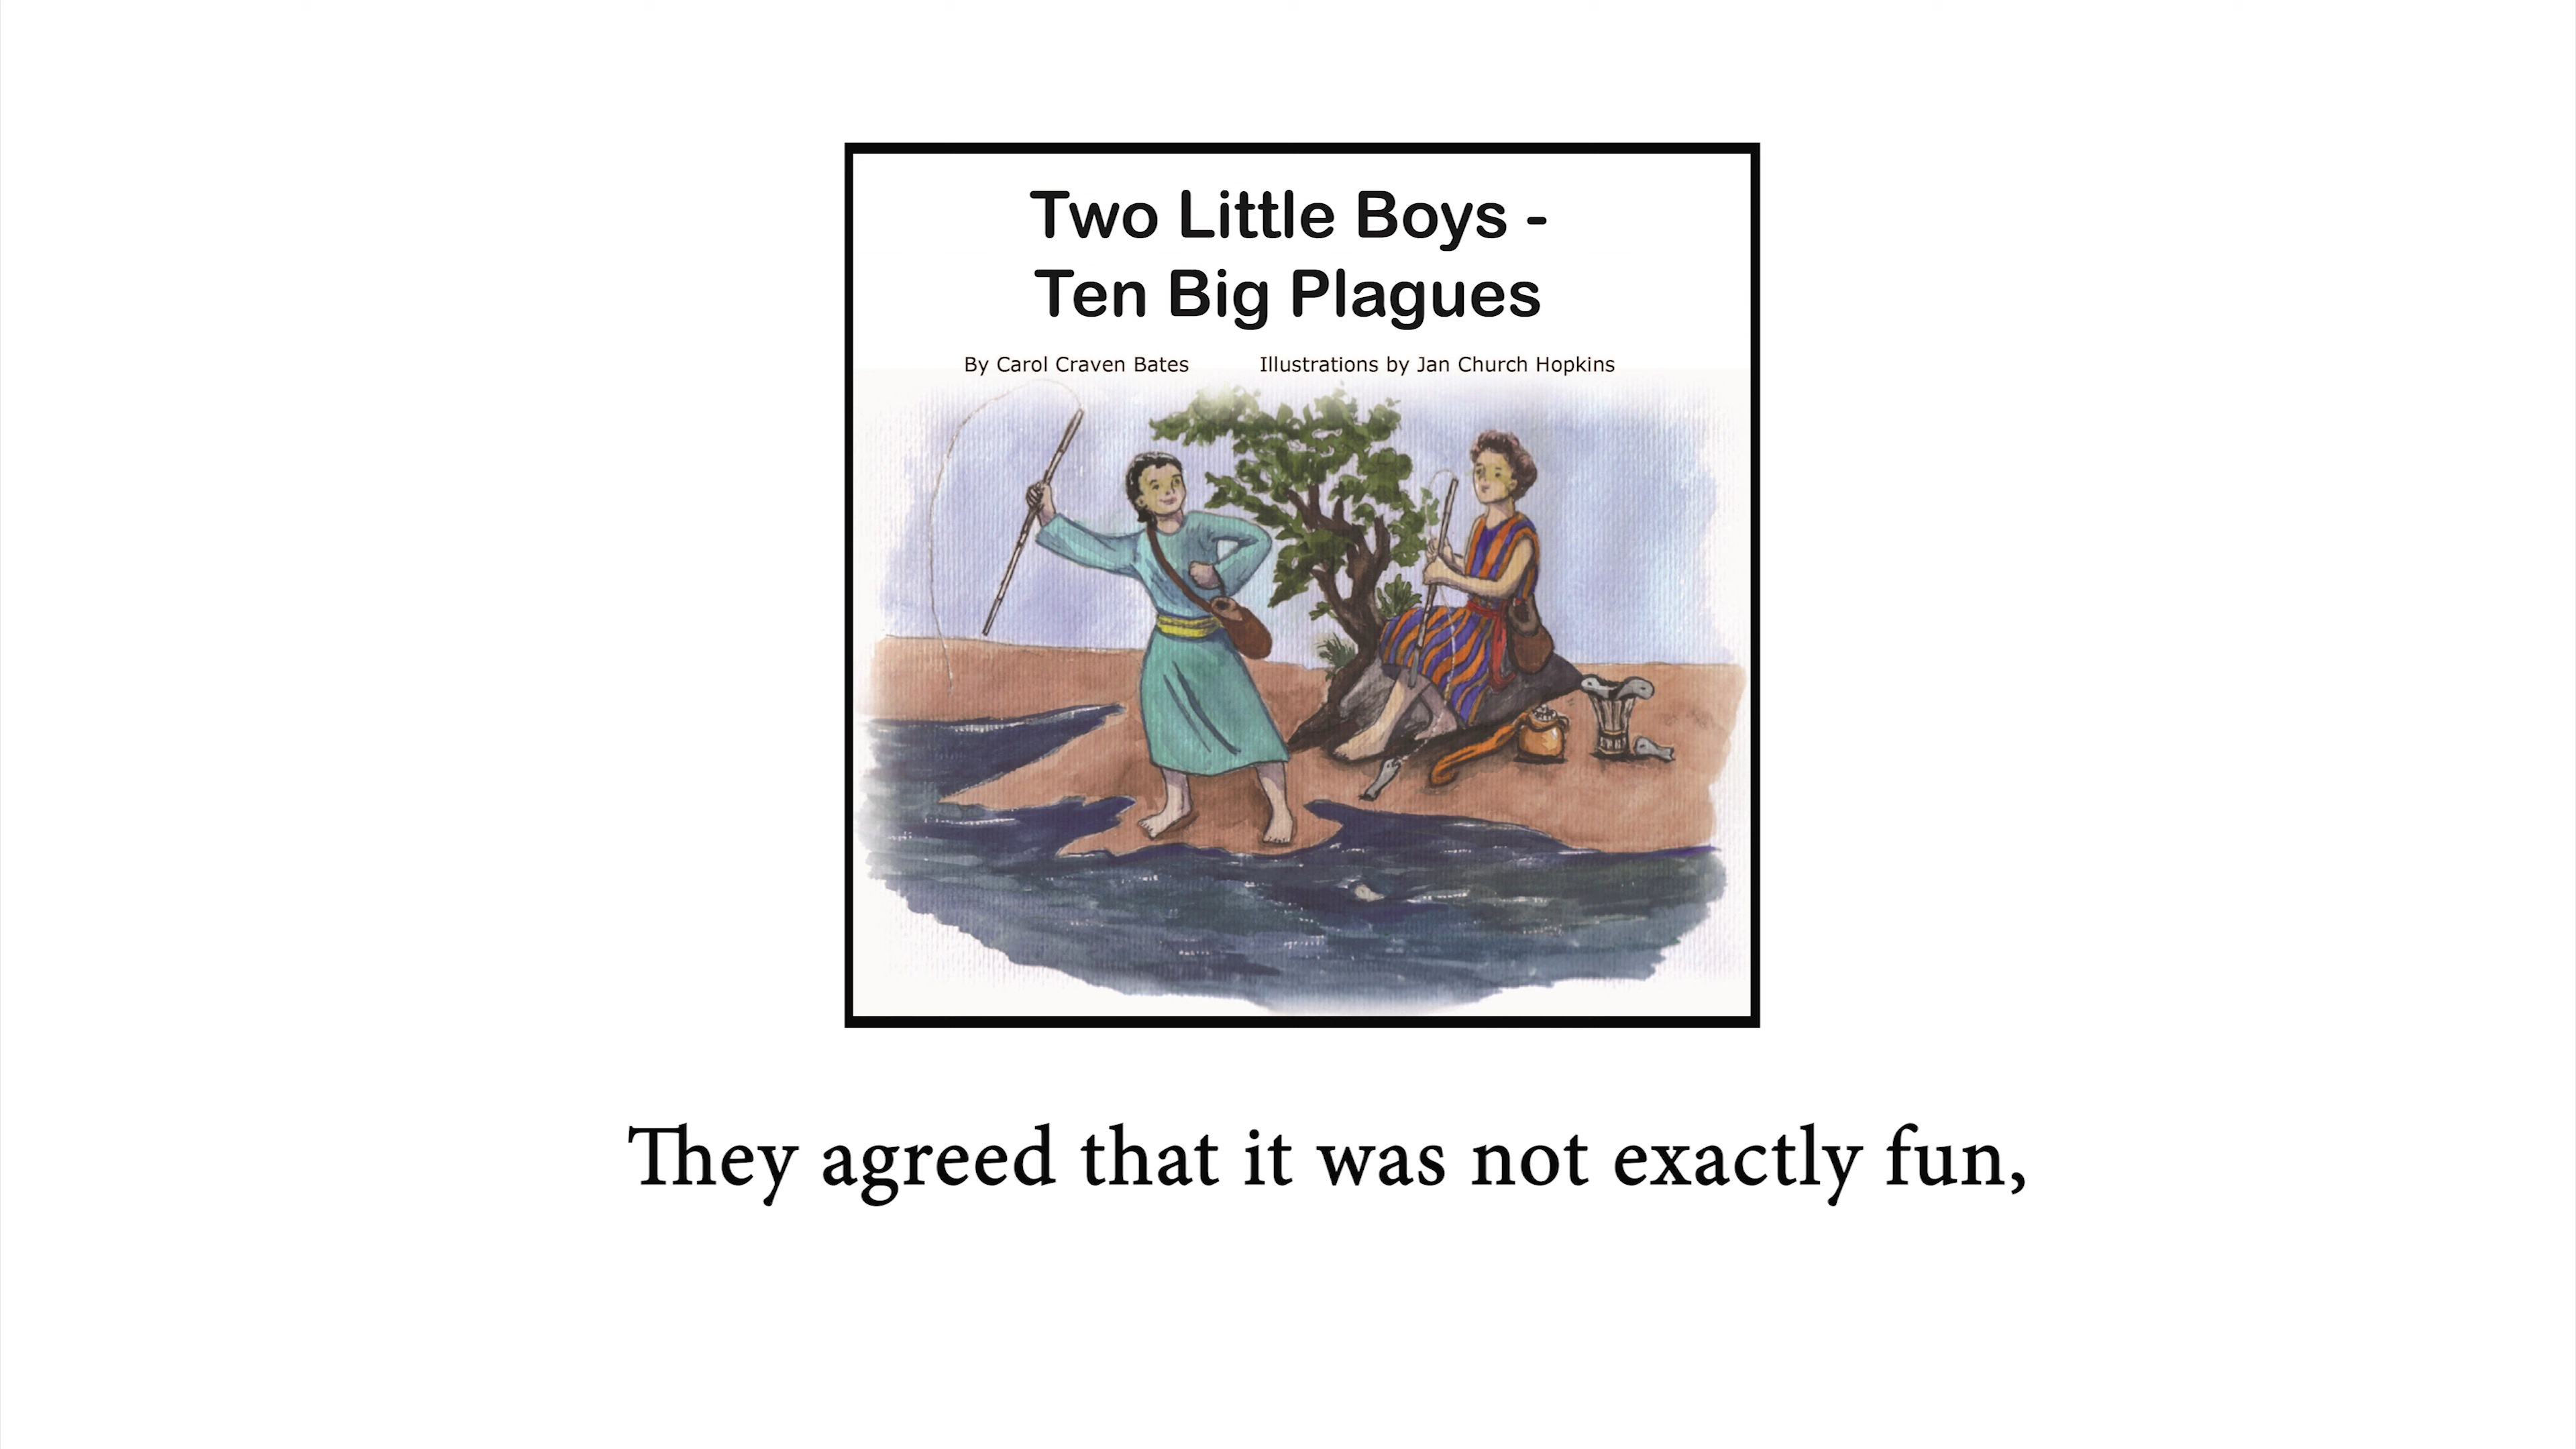 Two Little Boys -
Ten Big Plagues
By Carol Craven Bates Illustrations by Jan Church Hopkins
They agreed that it was not exactly fun,